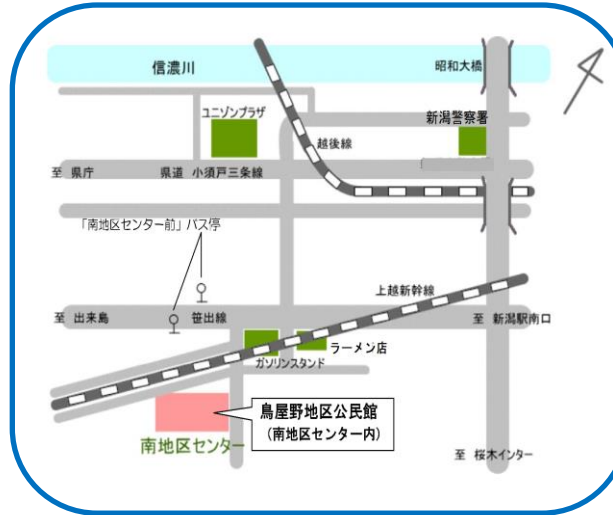 信濃川
昭和大橋
ユニゾンプラザ
新潟警察署
越後線
至 県庁
県道 小須戸三条線
「南地区センター前」バス停
上越新幹線
至 出来島
笹出線
至 新潟駅南口
ラーメン店
ガソリンスタンド
鳥屋野地区公民館
(南地区センター内)
南地区センター
至 桜木インター